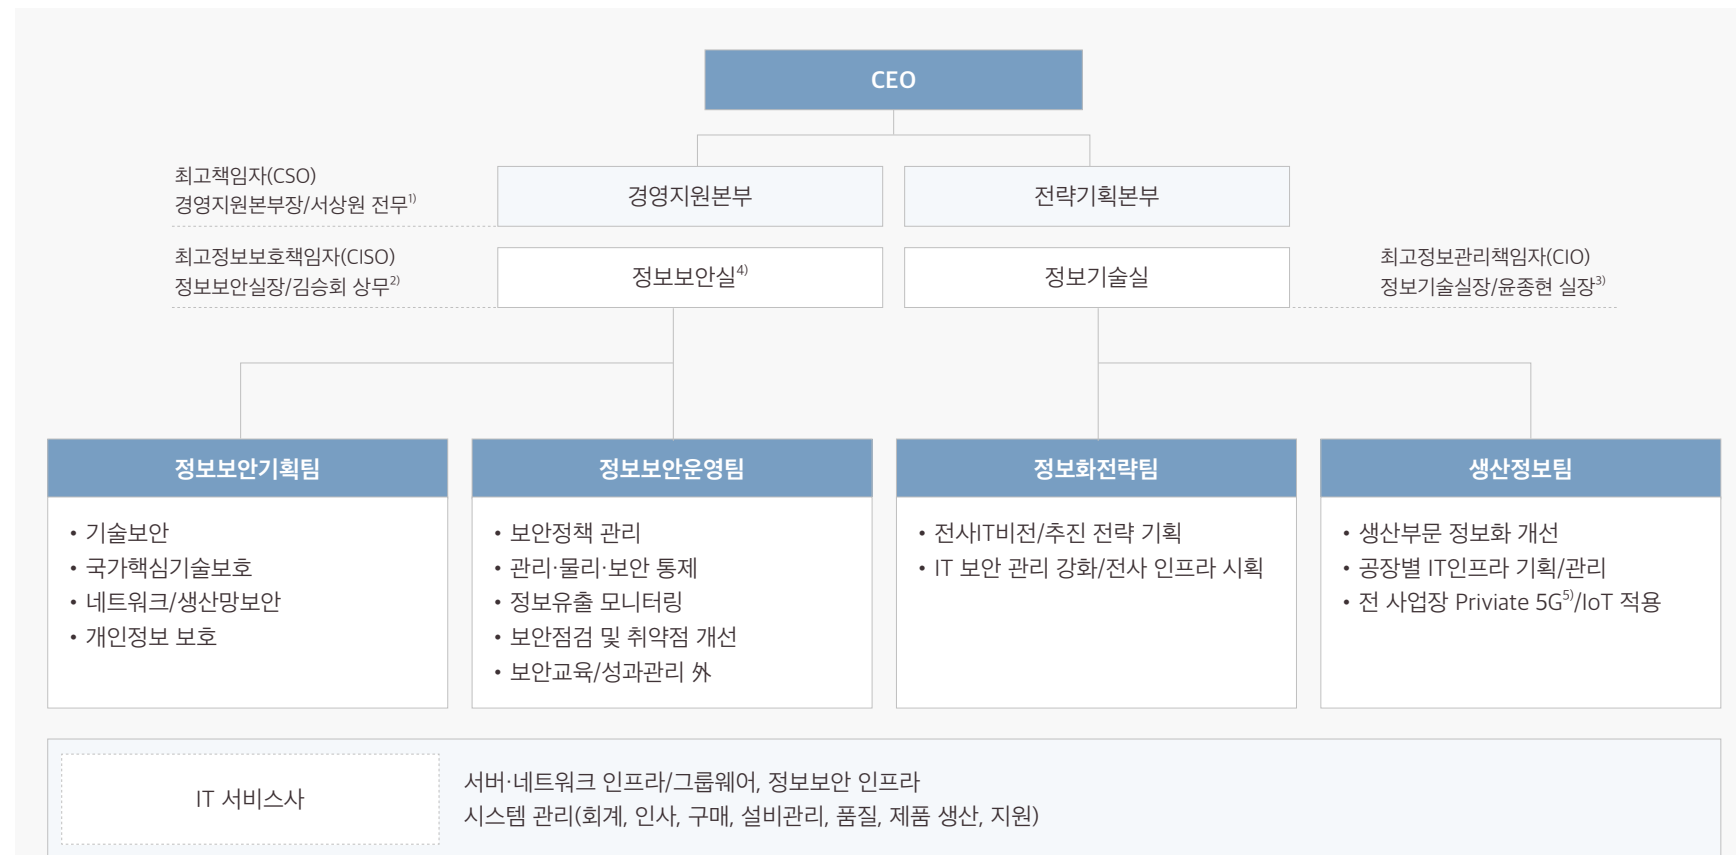 CEO
최고책임자(CSO)
경영지원본부장/서상원 전무1)
경영지원본부
전략기획본부
최고정보보호책임자(CISO)
정보보안실장/김승회 상무2)
정보보안실4)
정보기술실
최고정보관리책임자(CIO)
정보기술실장/윤종현 실장3)
정보보안기획팀
• 기술보안
• 국가핵심기술보호
• 네트워크/생산망보안
• 개인정보 보호
정보보안운영팀
• 보안정책 관리
• 관리·물리·보안 통제
• 정보유출 모니터링
• 보안점검 및 취약점 개선
• 보안교육/성과관리 外
정보화전략팀
• 전사IT비전/추진 전략 기획
• IT 보안 관리 강화/전사 인프라 시획
생산정보팀
• 생산부문 정보화 개선
• 공장별 IT인프라 기획/관리
• 전 사업장 Priviate 5G5)/IoT 적용
IT 서비스사
서버·네트워크 인프라/그룹웨어, 정보보안 인프라
시스템 관리(회계, 인사, 구매, 설비관리, 품질, 제품 생산, 지원)